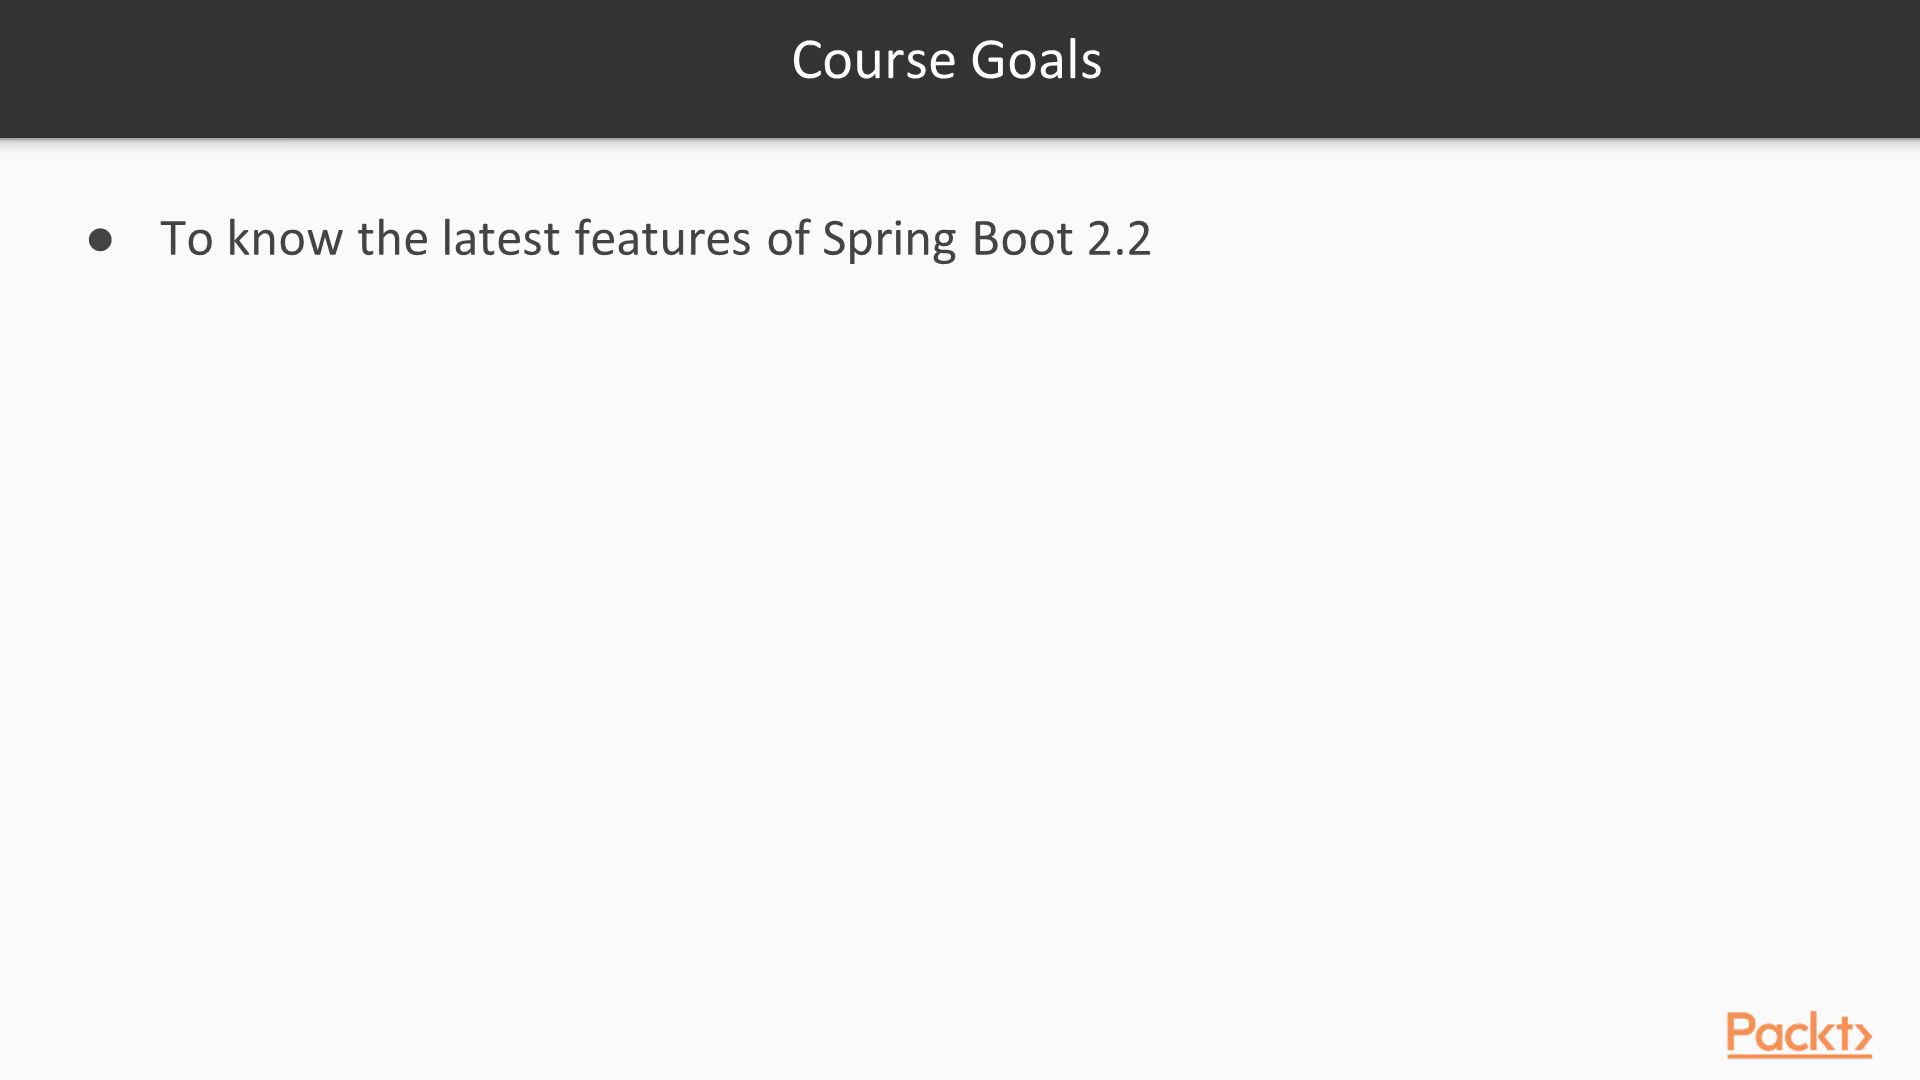 Course Goals
● To know the latest features of Spring Boot 2.2
Packt>